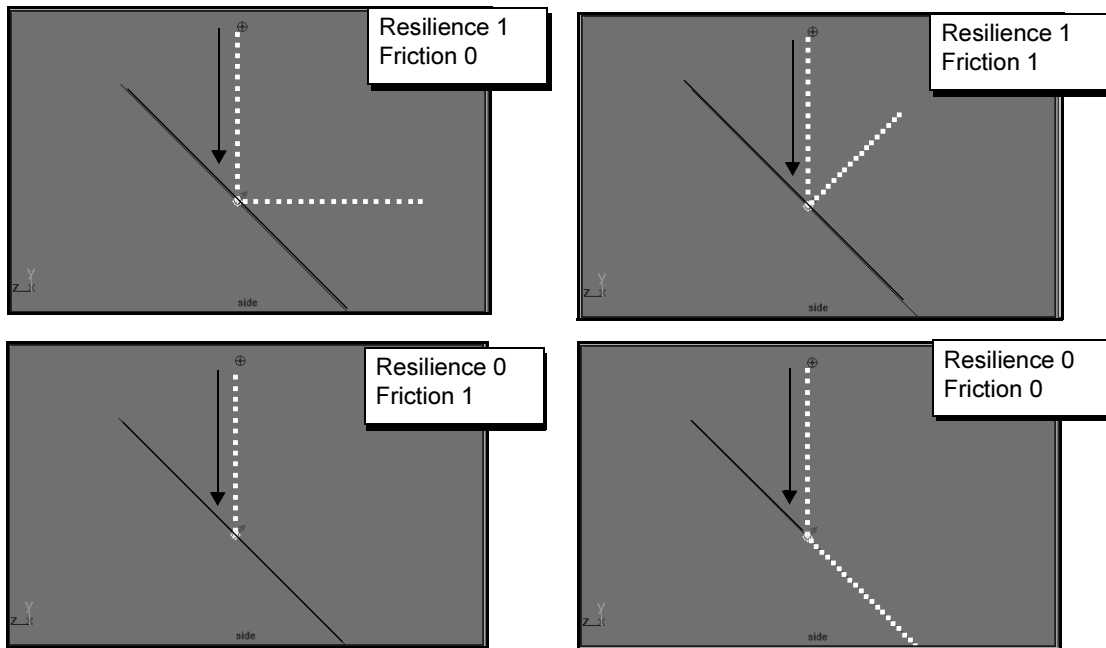 Resilience 1
Friction 0
Y
Z X
side
Resilience 1
Friction 1
Y
Z X
side
Resilience 0
Friction 1
Y
Z X
side
Resilience 0
Friction 0
Y
Z X
side